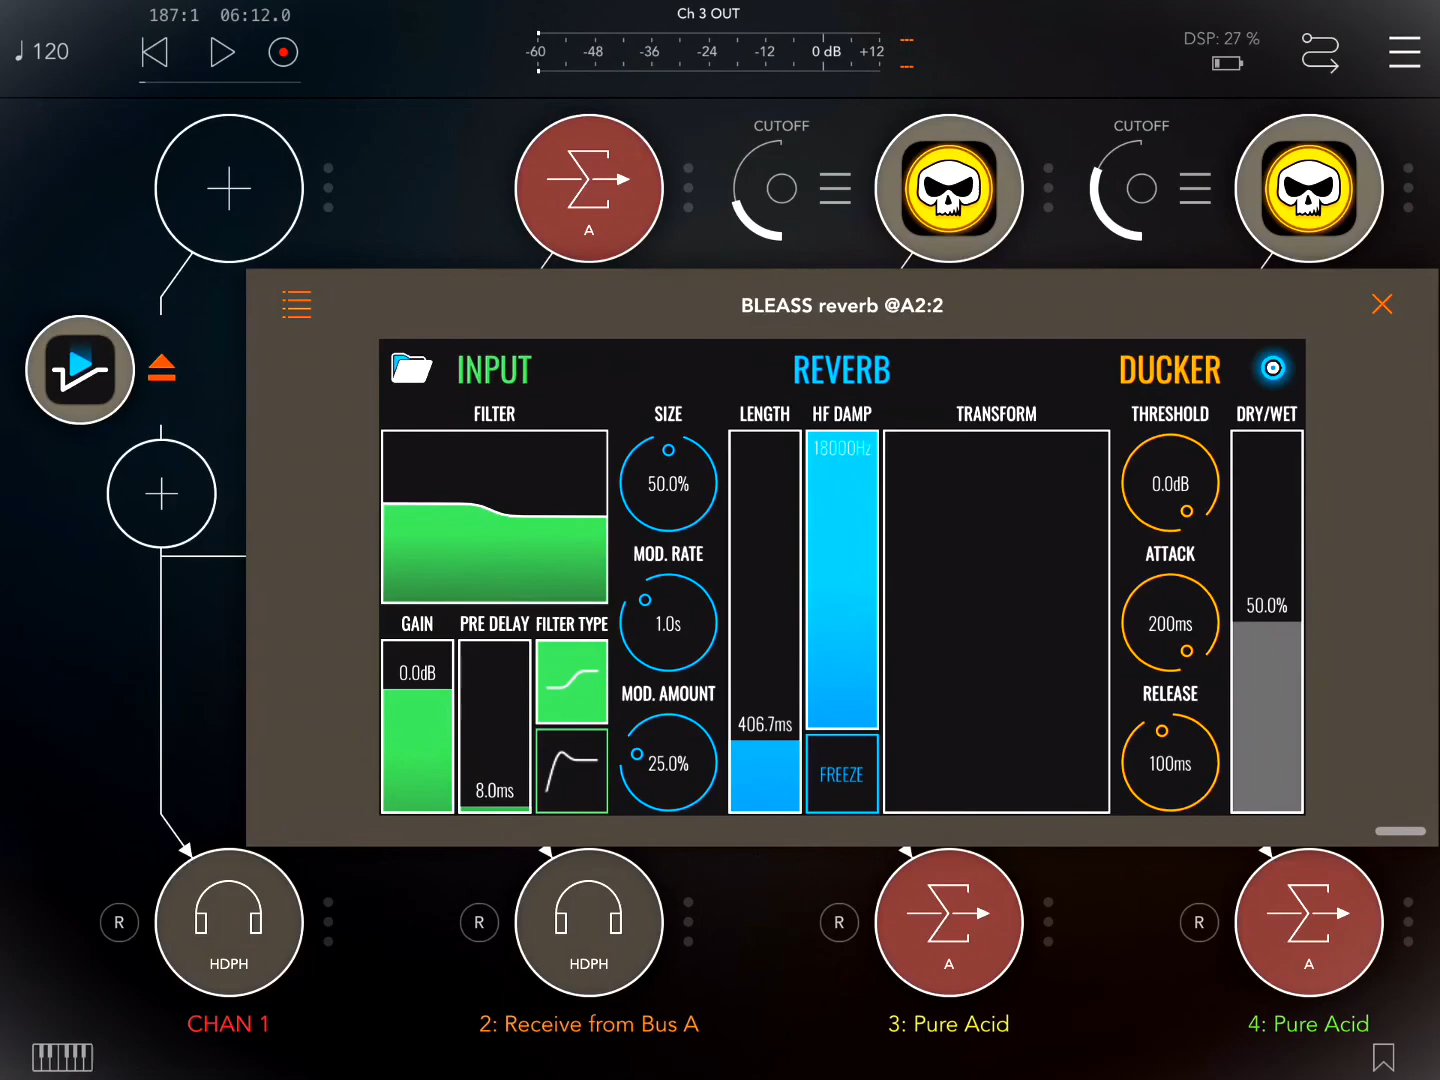 187:1 06:12.0
Ch 3 OUT
120
-60 -48 -36 -24 -12 0 dB +12
DSP: 27 %
CUTOFF
CUTOFF
A
BLEASS reverb @A2:2
INPUT
REVERB
DUCKER
FILTER
SIZE
LENGTH
HF DAMP
TRANSFORM
THRESHOLD
DRY/WET
18000Hz
50.0%
0.0dB
MOD. RATE
ATTACK
50.0%
GAIN
PRE DELAY
FILTER TYPE
1.0s
200ms
0.0dB
MOD. AMOUNT
RELEASE
406.7ms
25.0%
FREEZE
100ms
8.0ms
R
R
R
R
HDPH
HDPH
A
A
CHAN 1
2: Receive from Bus A
3: Pure Acid
4: Pure Acid